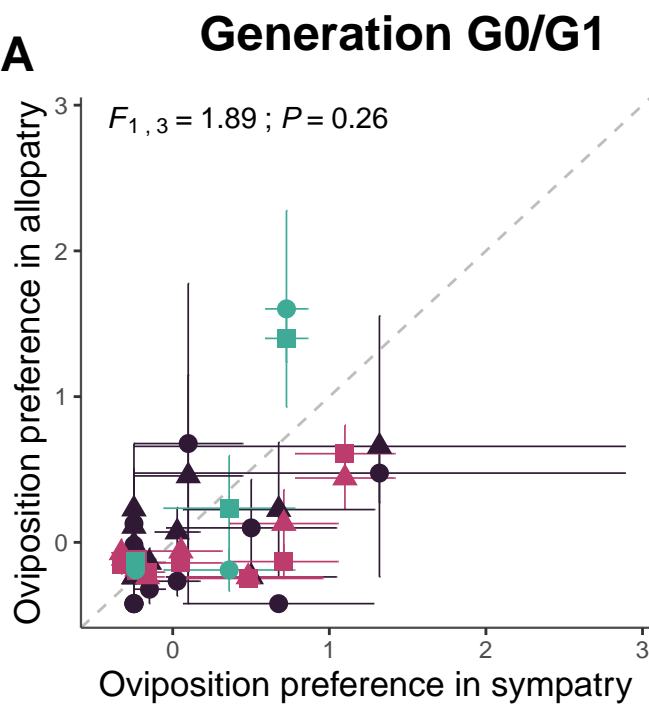 Generation G0/G1
A
F1 , 3 = 1.89 ; P = 0.26
Oviposition preference in allopatry
3
2
1
0
0 1 2 3
Oviposition preference in sympatry